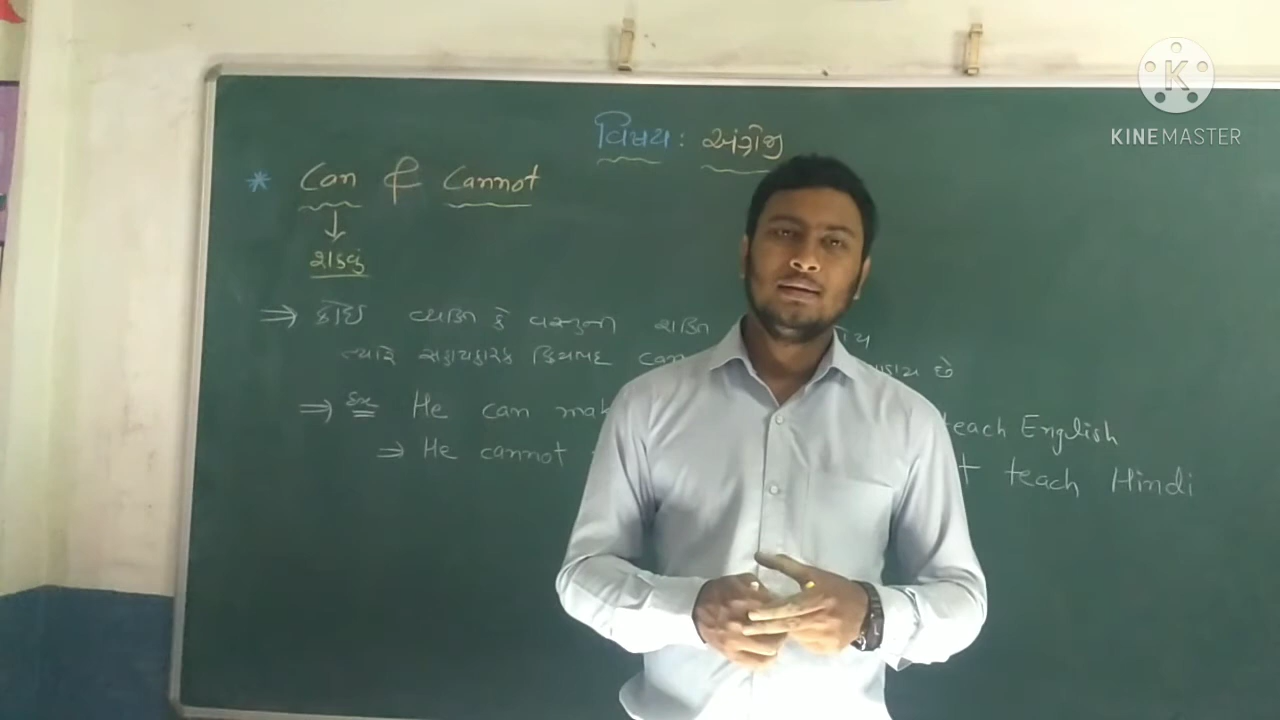 વિષય: અંગ્રેજી
* Can & Cannot
↓
શકવું
⇒ કોઈ વ્યક્તિ કે વસ્તુની શક્તિ
ત્યારે સહાયકારક ક્રિયાપદ can છે
⇒ Ex He can teach English
⇒ He cannot teach Hindi
KINEMASTER